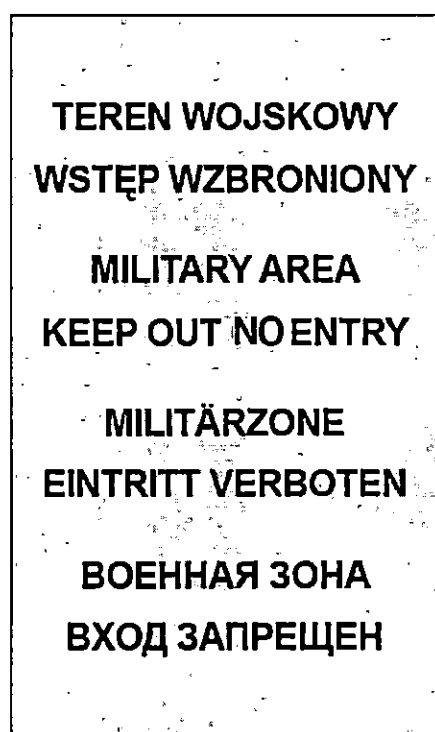 TEREN WOJSKOWY
WSTĘP WZBRONIONY
MILITARY AREA
KEEP OUT NO ENTRY
MILITÄRZONE
EINTRITT VERBOTEN
ВОЕННАЯ ЗОНА
ВХОД ЗАПРЕЩЕН